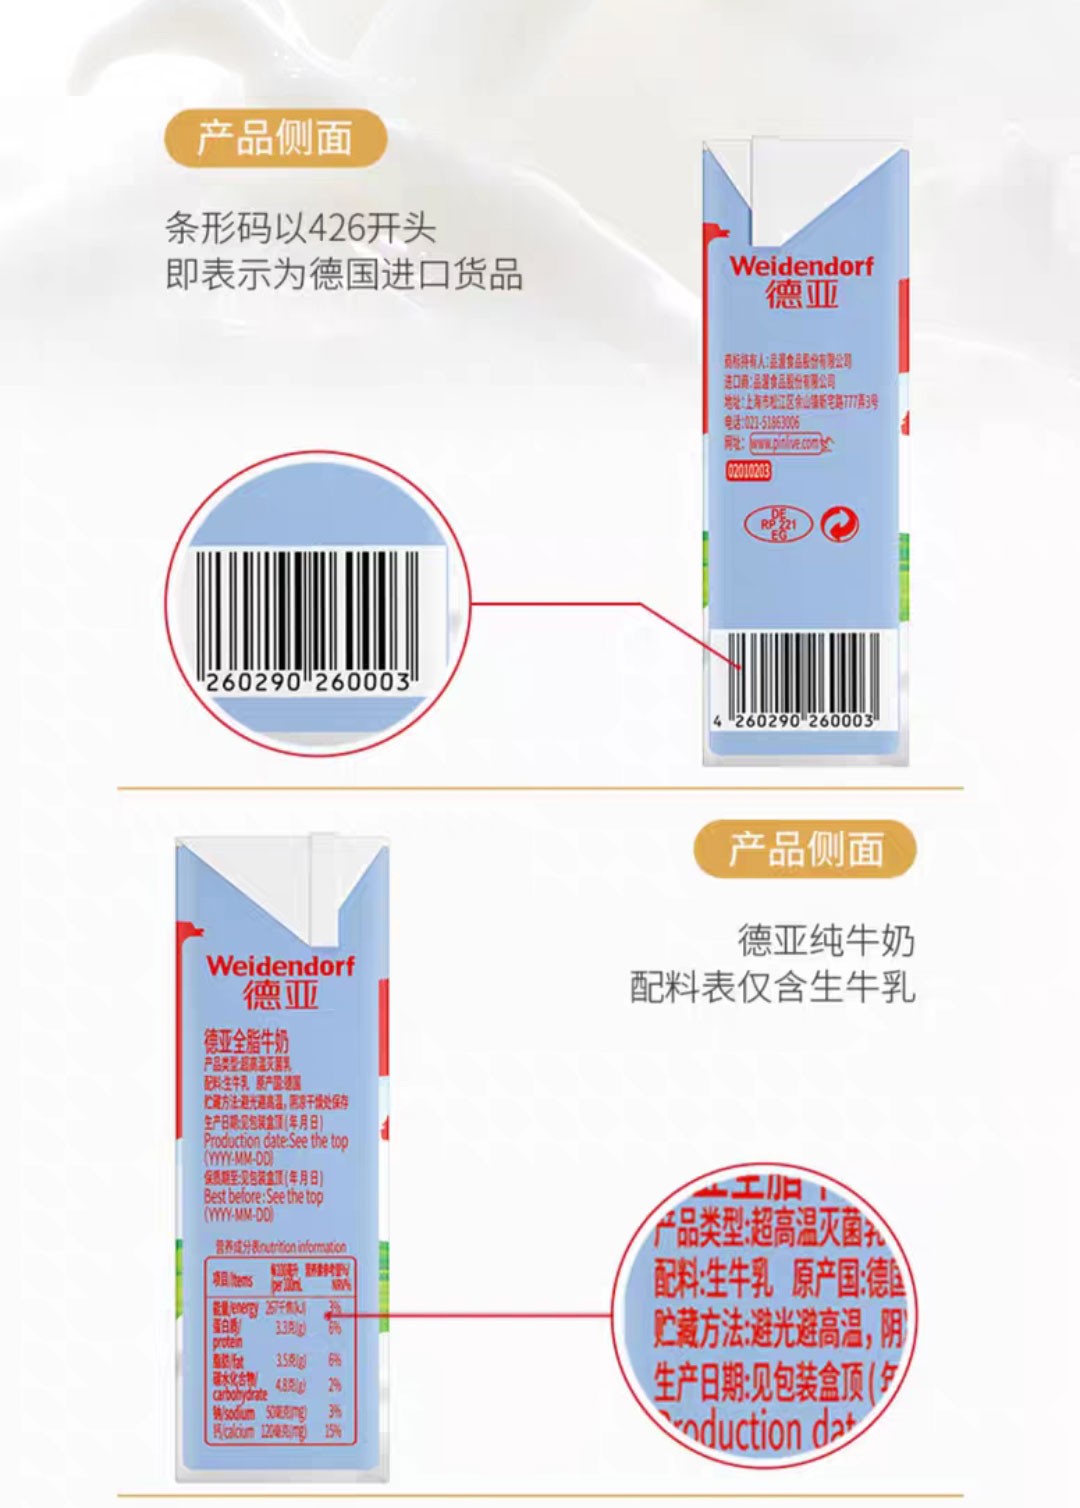 产品侧面
条形码以426开头
即表示为德国进口货品
Weidendorf
德亚
商标持有人:品渥食品股份有限公司
进口商:品渥食品股份有限公司
地址:上海市松江区佘山镇新宅路777弄3号
电话:021-51863006
网址: www.pinlive.com
02010203
DE
RP 221
EG
260290 260003
4 260290 260003
产品侧面
德亚纯牛奶
配料表仅含生牛乳
Weidendorf
德亚
德亚全脂牛奶
产品类型:超高温灭菌乳
配料:生牛乳 原产国:德国
贮藏方法:避光避高温，阴凉干燥处保存
生产日期:见包装盒顶(年月日)
Production date:See the top
(YYYY-MM-DD)
保质期至:见包装盒顶(年月日)
Best before:See the top
(YYYY-MM-DD)
营养成分表nutrition information
项目/Items 每100毫升/per 100mL 营养素参考值%/NRV%
能量/energy 267千焦(kJ) 3%
蛋白质/protein 3.3克(g) 6%
脂肪/fat 3.5克(g) 6%
碳水化合物/carbohydrate 4.8克(g) 2%
钠/sodium 50毫克(mg) 3%
钙/calcium 120毫克(mg) 15%
产品类型:超高温灭菌乳
配料:生牛乳 原产国:德国
贮藏方法:避光避高温，阴
生产日期:见包装盒顶(年
Production dat